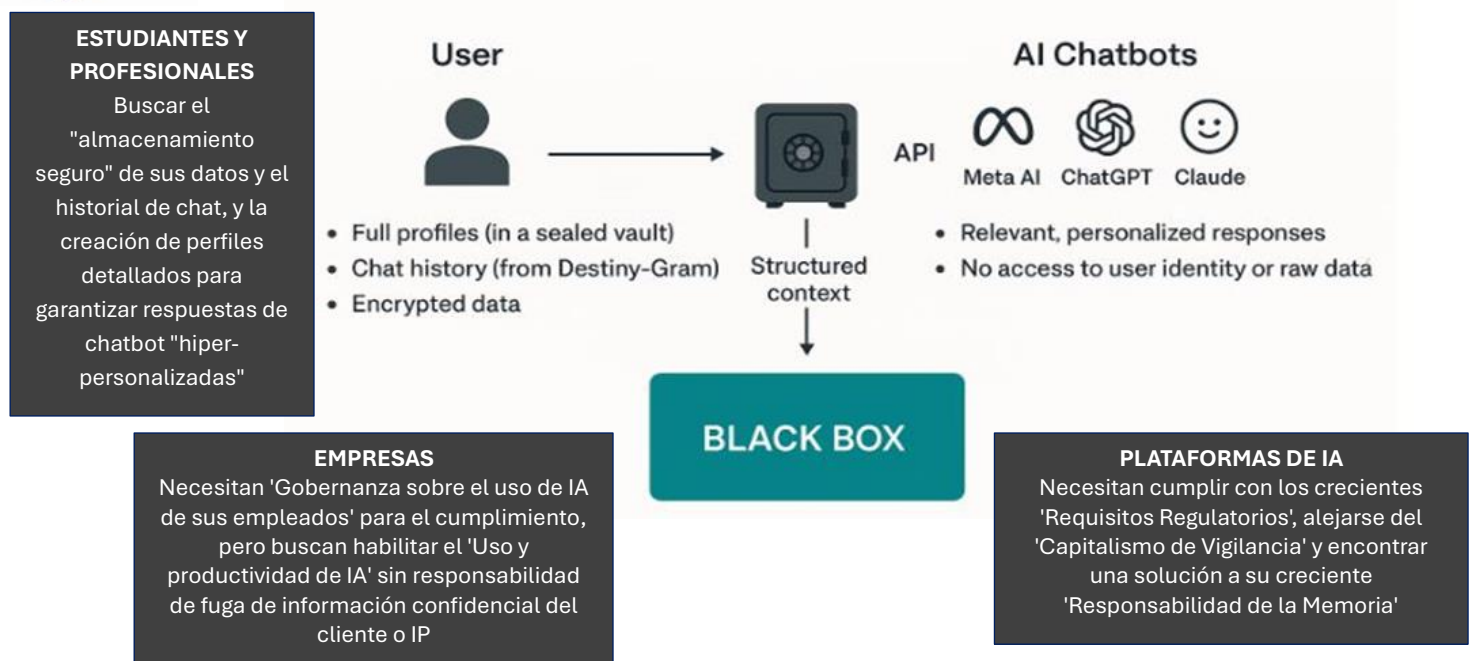 ESTUDIANTES Y
PROFESIONALES
Buscar el
"almacenamiento
seguro" de sus datos y el
historial de chat, y la
creación de perfiles
detallados para
garantizar respuestas de
chatbot "hiper-
personalizadas"
User
• Full profiles (in a sealed vault)
• Chat history (from Destiny-Gram)
• Encrypted data
Structured
context
API
AI Chatbots
Meta AI ChatGPT Claude
• Relevant, personalized responses
• No access to user identity or raw data
BLACK BOX
EMPRESAS
Necesitan 'Gobernanza sobre el uso de IA
de sus empleados' para el cumplimiento,
pero buscan habilitar el 'Uso y
productividad de IA' sin responsabilidad
de fuga de información confidencial del
cliente o IP
PLATAFORMAS DE IA
Necesitan cumplir con los crecientes
'Requisitos Regulatorios', alejarse del
'Capitalismo de Vigilancia' y encontrar
una solución a su creciente
'Responsabilidad de la Memoria'